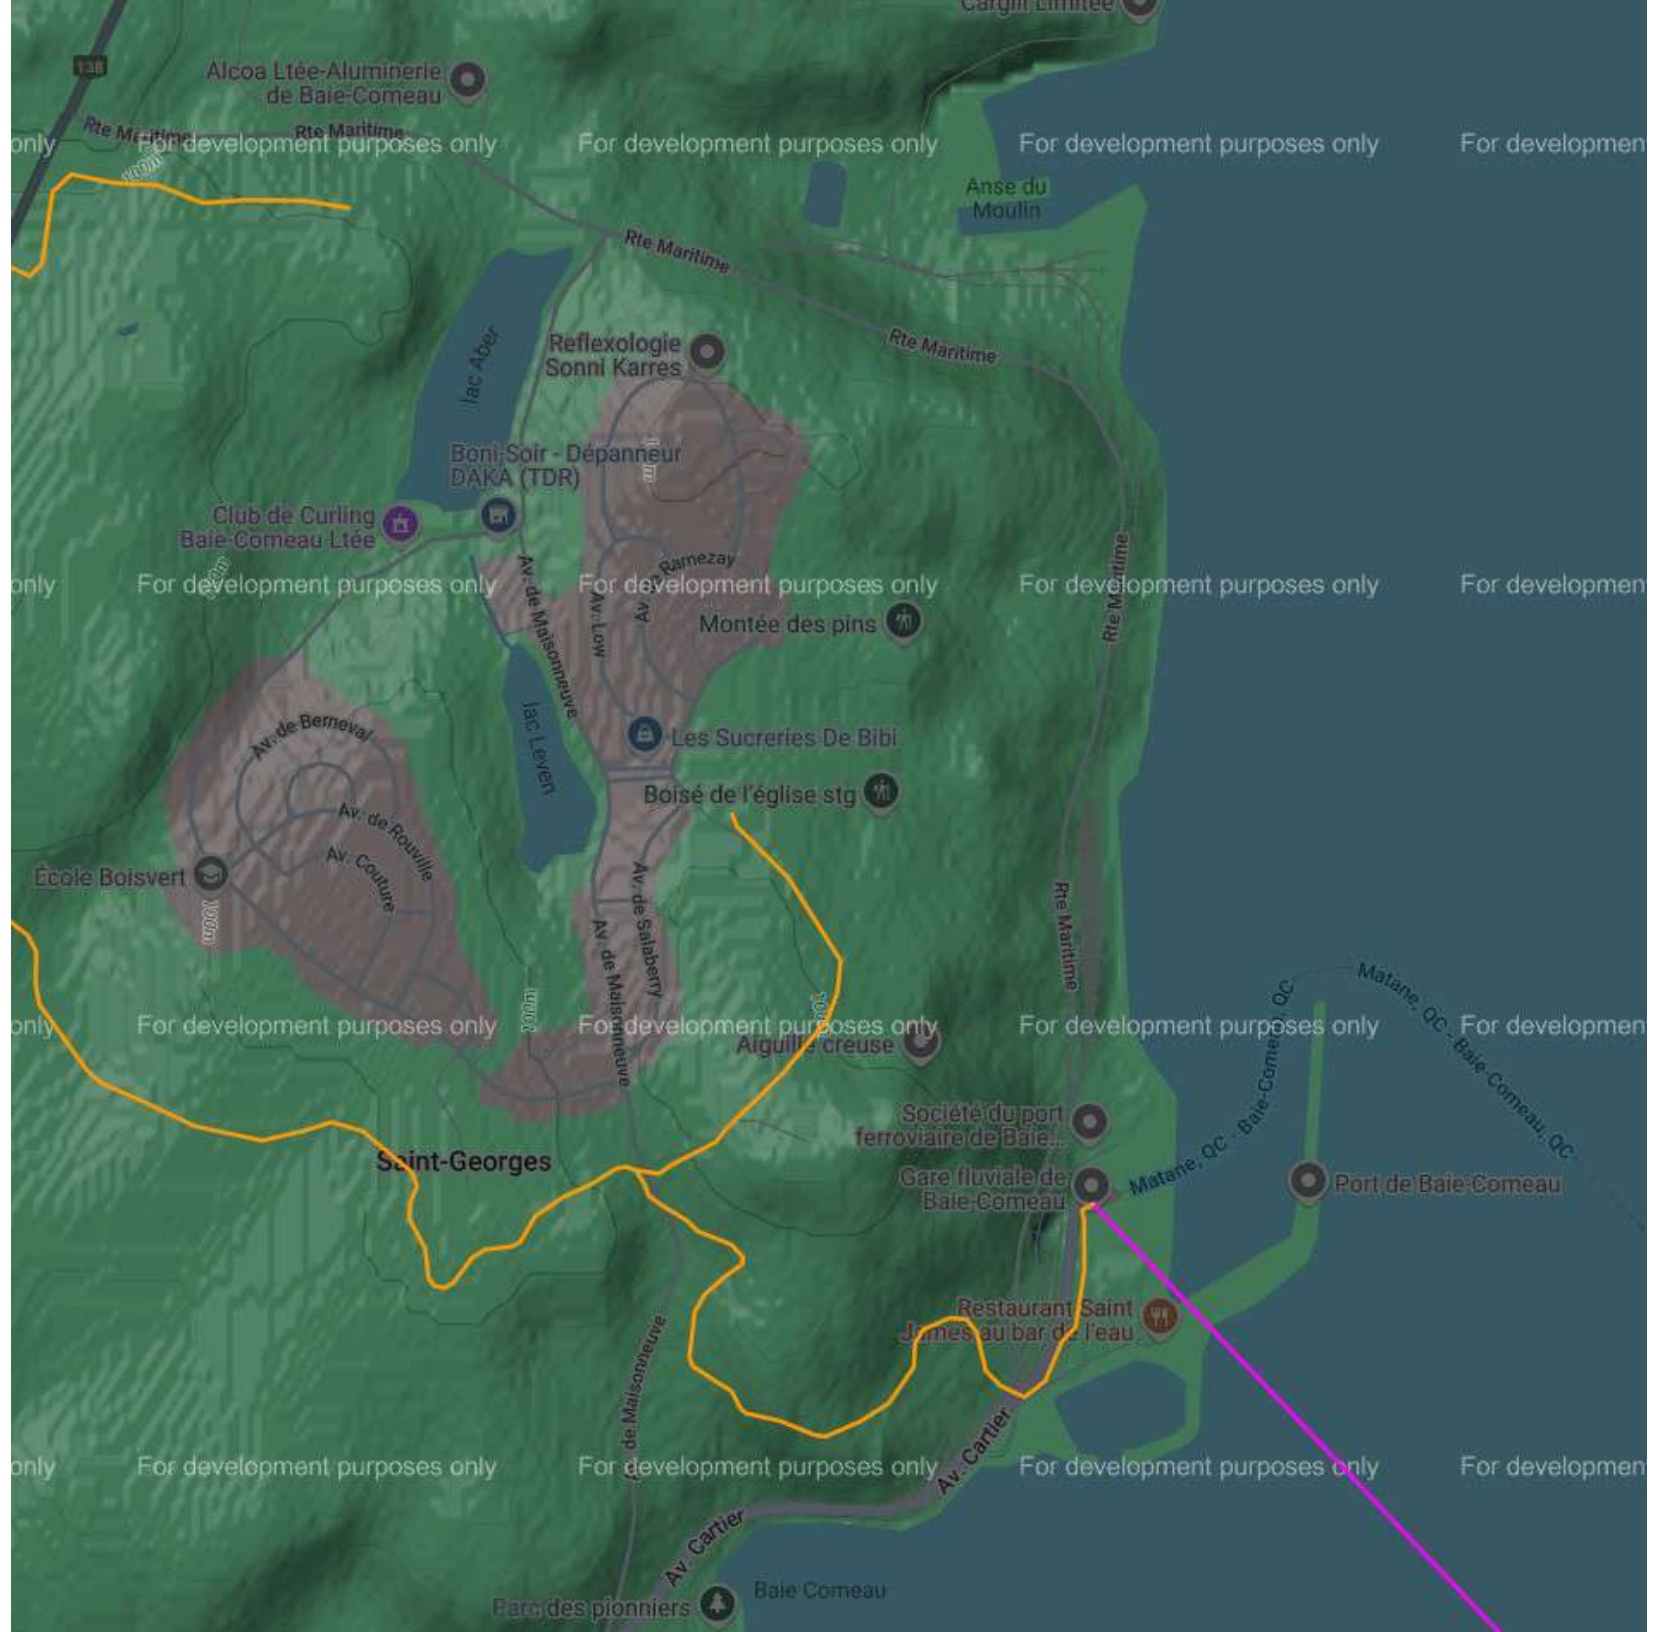 Cargill Limitée
138
Alcoa Ltée-Aluminerie
de Baie-Comeau
Rte Maritime
Rte Maritime
only
For development purposes only
For development purposes only
For development purposes only
For developmen
100m
Anse du
Moulin
Rte Maritime
Rte Maritime
Reflexologie
Sonni Karres
lac Aber
Boni-Soir - Dépanneur
DAKA (TDR)
Club de Curling
Baie-Comeau Ltée
Av. de Ramezay
only
For development purposes only
For development purposes only
For development purposes only
For developmen
Rte Maritime
Av. Low
Av. de Maisonneuve
Montée des pins
Av. de Berneval
lac Leven
Les Sucreries De Bibi
Boisé de l'église stg
Av. de Rouville
Av. Couture
École Boisvert
100m
Av. de Salaberry
Av. de Maisonneuve
Rte Maritime
Matane, QC - Baie-Comeau, QC
100m
only
For development purposes only
For development purposes only
For development purposes only
For developmen
Aiguille creuse
Matane, QC - Baie-Comeau, QC
Société du port
ferroviaire de Baie...
Saint-Georges
Gare fluviale de
Baie-Comeau
Port de Baie-Comeau
Restaurant Saint
James au bar de l'eau
Av. de Maisonneuve
Av. Cartier
only
For development purposes only
For development purposes only
For development purposes only
For developmen
Av. Cartier
Baie Comeau
Parc des pionniers